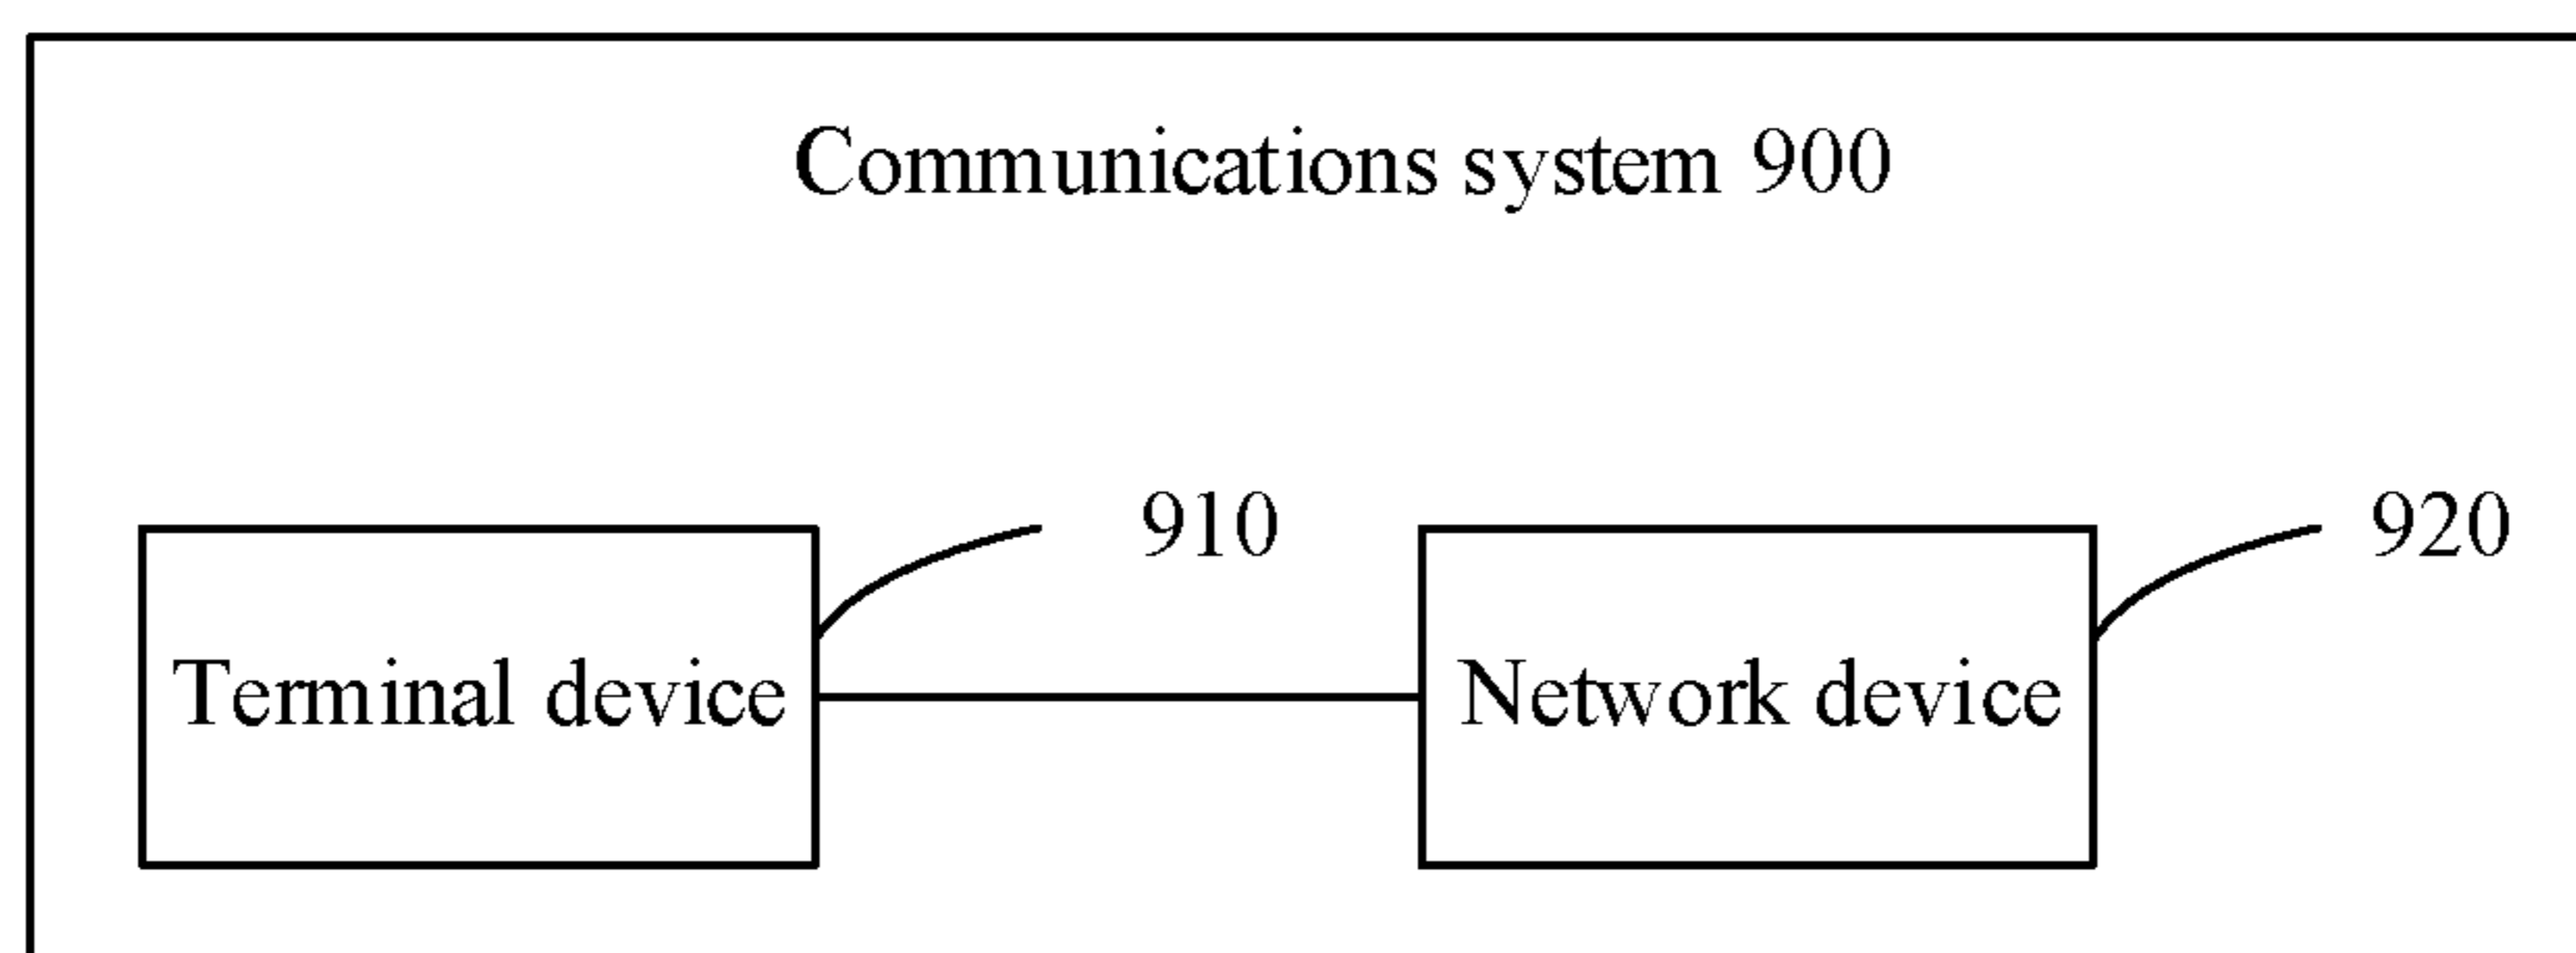 Communications system 900
910
920
Terminal device
Network device